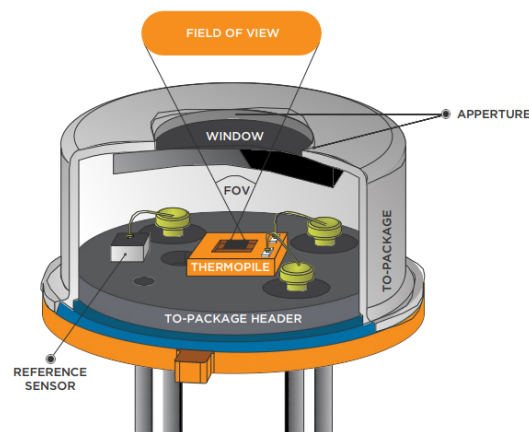 FIELD OF VIEW
APPERTURE
WINDOW
FOV
TO-PACKAGE
THERMOPILE
TO-PACKAGE HEADER
REFERENCE
SENSOR